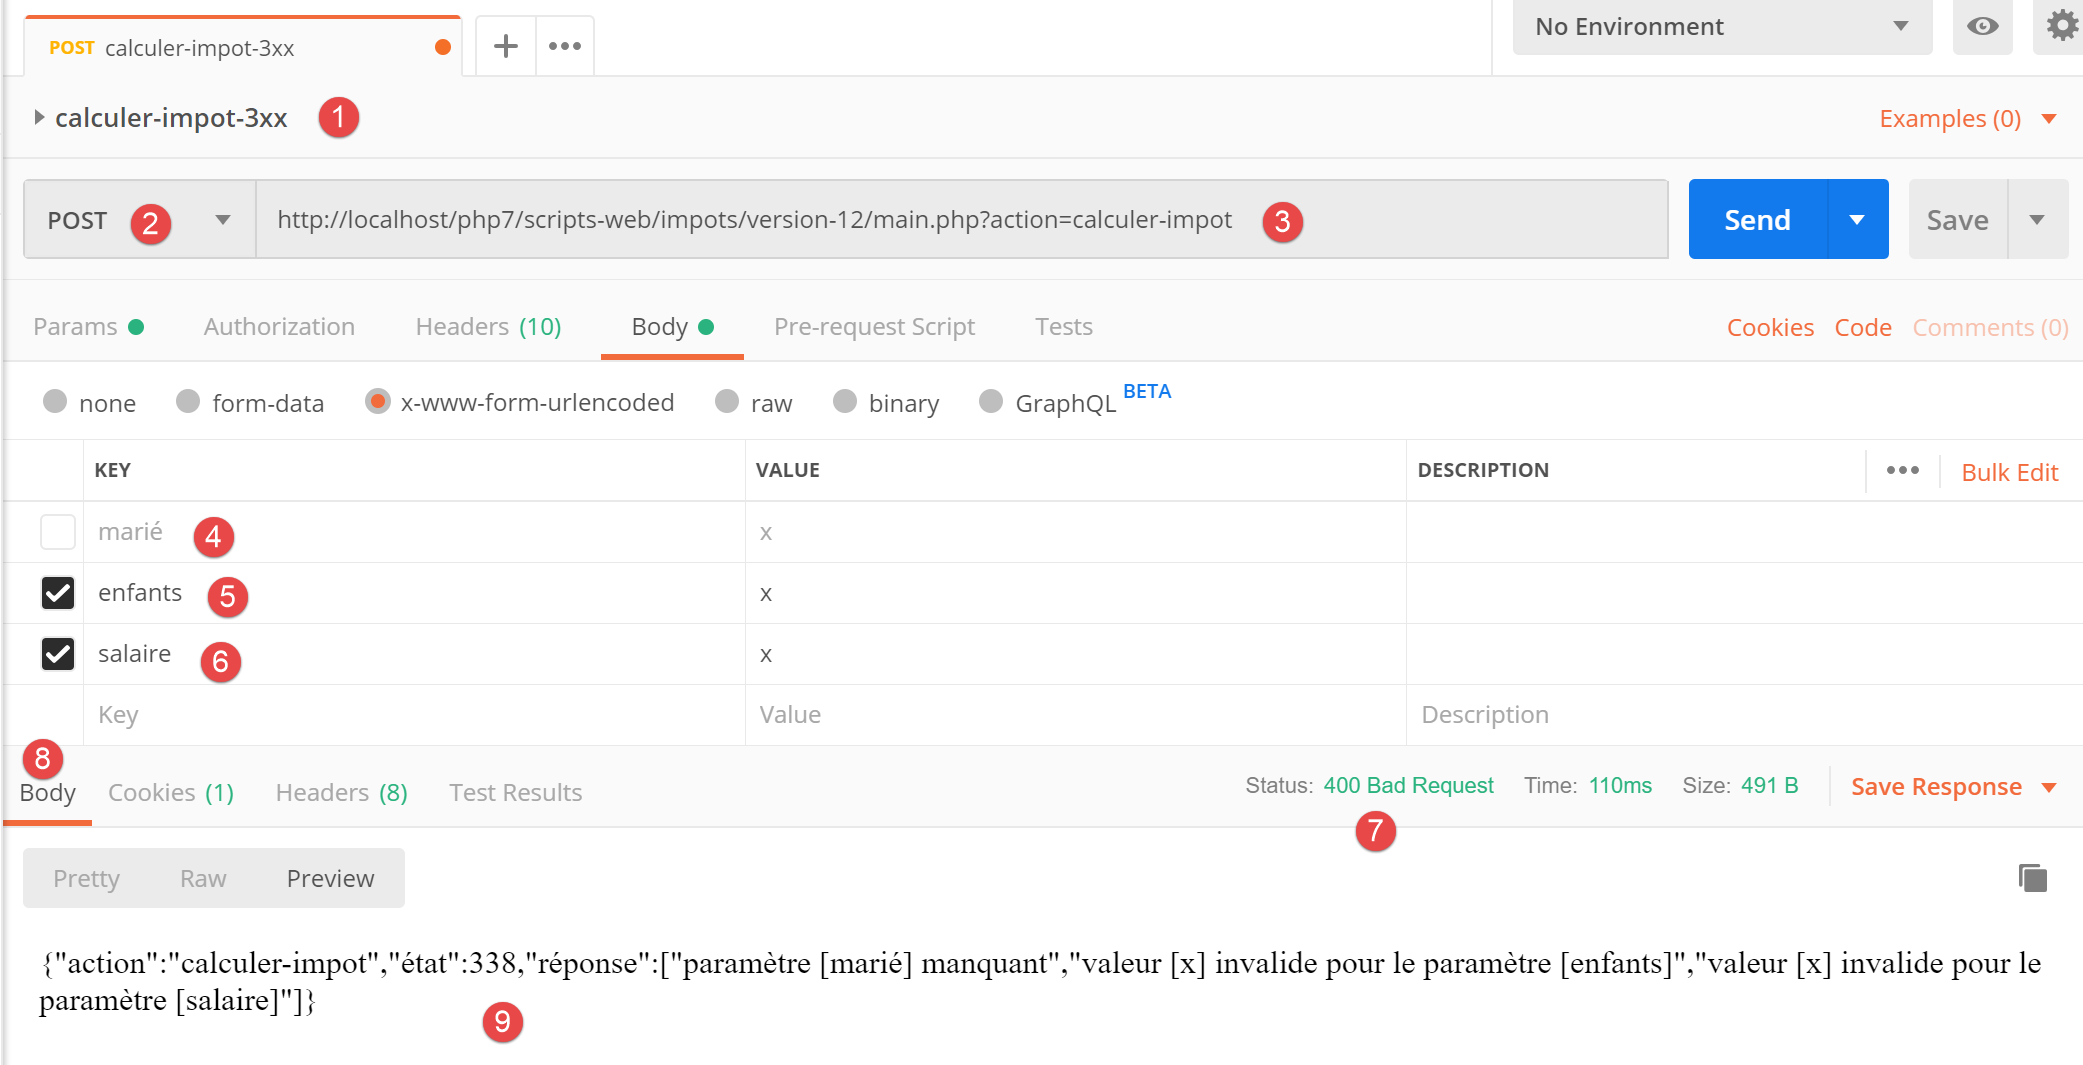 POST calculer-impot-3xx
No Environment
calculer-impot-3xx 1
Examples (0)
POST 2
http://localhost/php7/scripts-web/impots/version-12/main.php?action=calculer-impot 3
Send
Save
Params
Authorization
Headers (10)
Body
Pre-request Script
Tests
Cookies
Code
Comments (0)
none
form-data
x-www-form-urlencoded
raw
binary
GraphQL BETA
KEY
VALUE
DESCRIPTION
Bulk Edit
marié 4
x
enfants 5
x
salaire 6
x
Key
Value
Description
8
Body
Cookies (1)
Headers (8)
Test Results
Status: 400 Bad Request
Time: 110ms
Size: 491 B
Save Response
7
Pretty
Raw
Preview
{"action":"calculer-impot","état":338,"réponse":["paramètre [marié] manquant","valeur [x] invalide pour le paramètre [enfants]","valeur [x] invalide pour le
paramètre [salaire]"]}
9